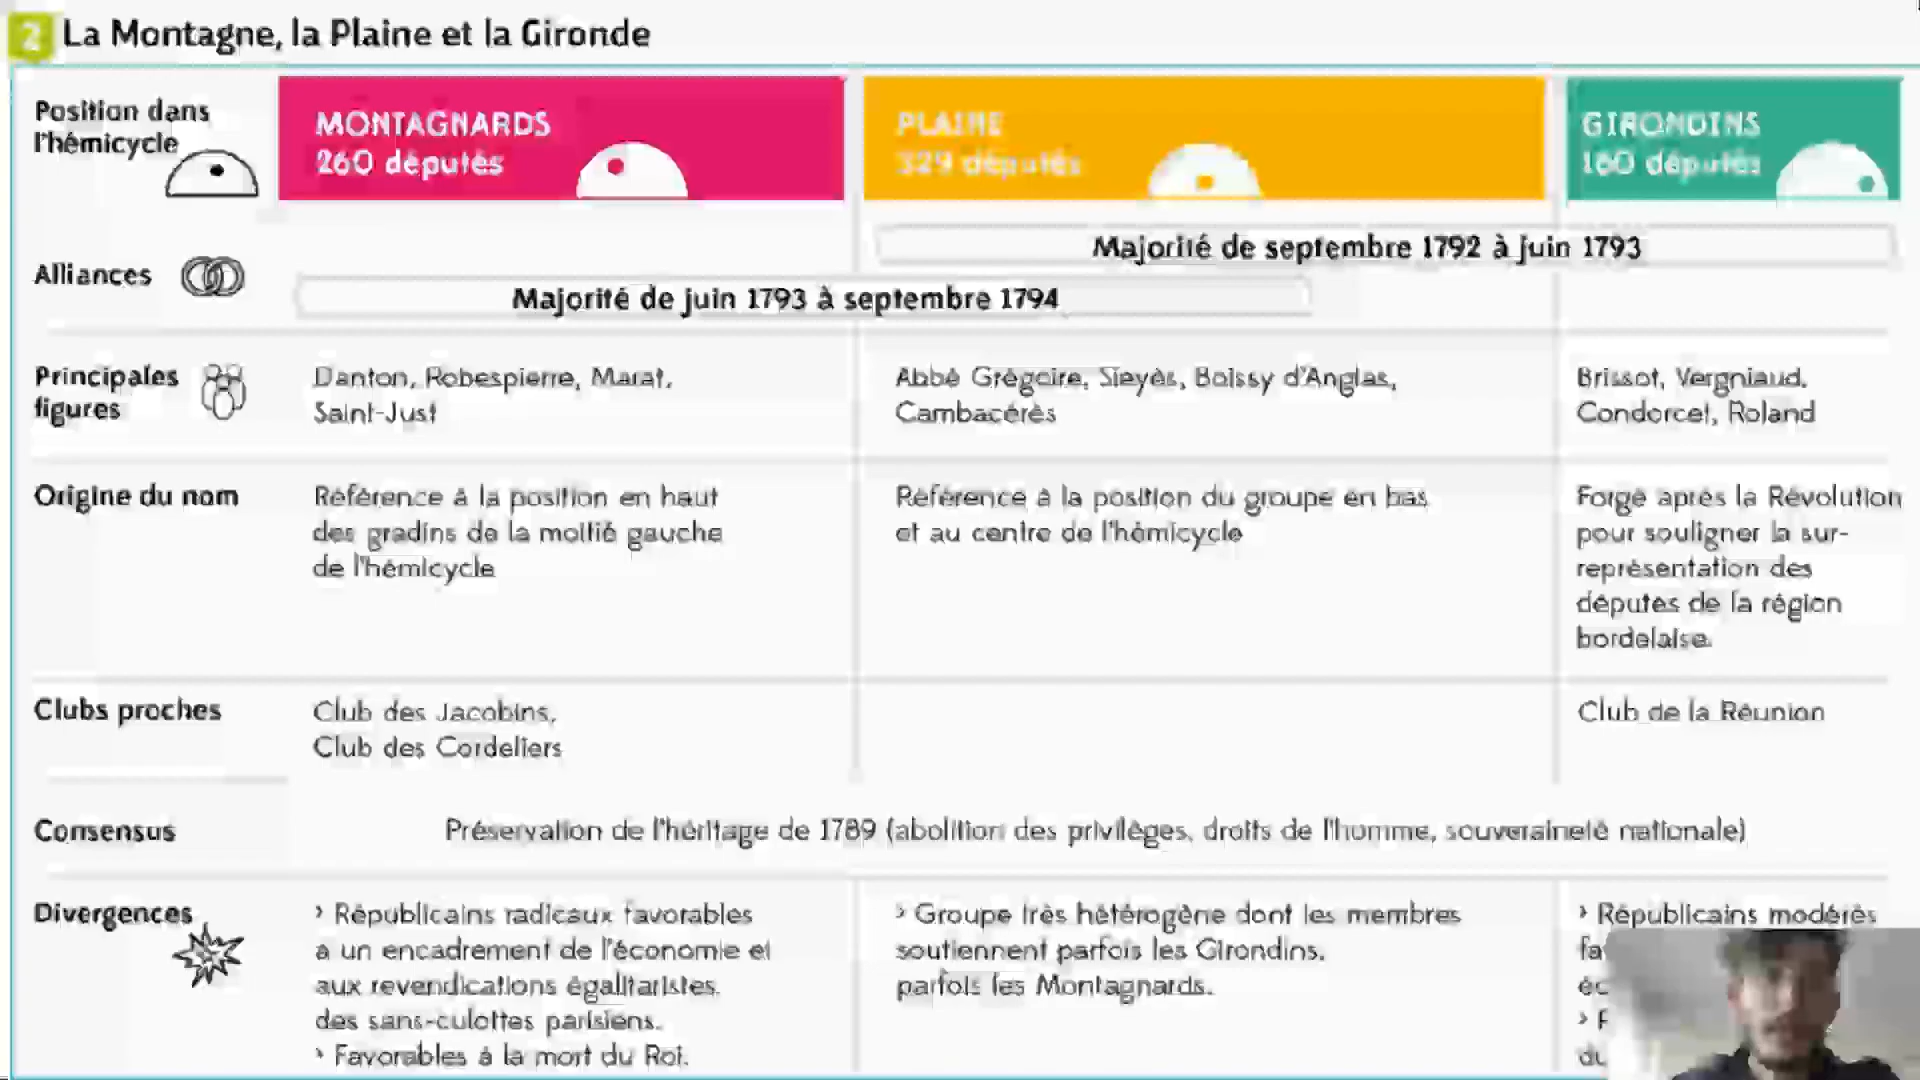 2 La Montagne, la Plaine et la Gironde
Position dans
l'hémicycle
MONTAGNARDS
260 députés
PLAINE
329 députés
GIRONDINS
160 députés
Alliances
Majorité de septembre 1792 à juin 1793
Majorité de juin 1793 à septembre 1794
Principales
figures
Danton, Robespierre, Marat,
Saint-Just
Abbé Grégoire, Sieyès, Boissy d'Anglas,
Cambacérès
Brissot, Vergniaud,
Condorcet, Roland
Origine du nom
Référence à la position en haut
des gradins de la moitié gauche
de l'hémicycle
Référence à la position du groupe en bas
et au centre de l'hémicycle
Forgé après la Révolution
pour souligner la sur-
représentation des
députés de la région
bordelaise.
Clubs proches
Club des Jacobins,
Club des Cordeliers
Club de la Réunion
Consensus
Préservation de l'héritage de 1789 (abolition des privilèges, droits de l'homme, souveraineté nationale)
Divergences
› Républicains radicaux favorables
à un encadrement de l'économie et
aux revendications égalitaristes
des sans-culottes parisiens.
› Favorables à la mort du Roi.
› Groupe très hétérogène dont les membres
soutiennent parfois les Girondins,
parfois les Montagnards.
› Républicains modérés